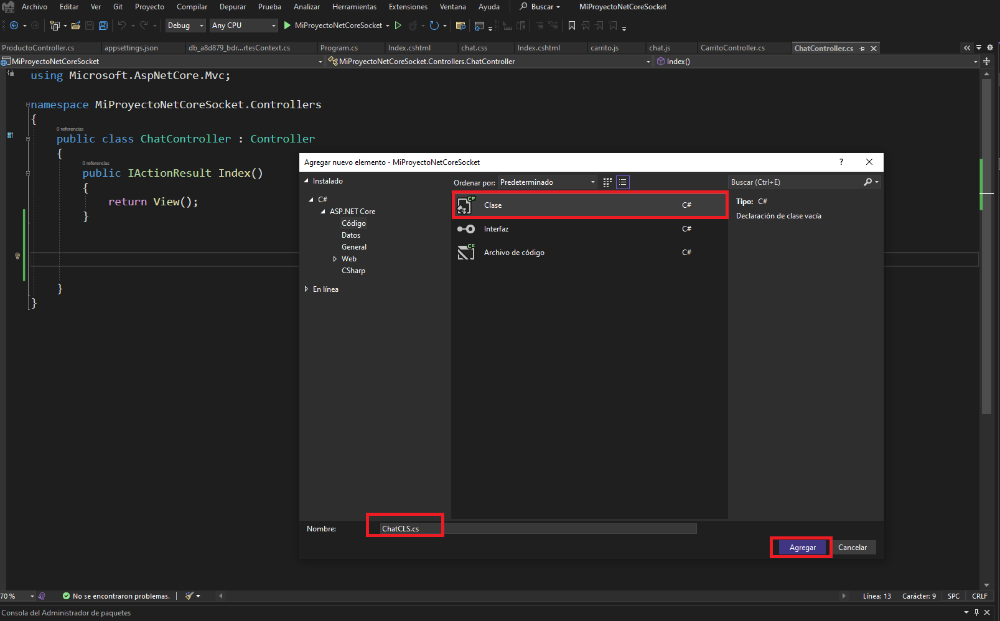 Archivo Editar Ver Git Proyecto Compilar Depurar Prueba Analizar Herramientas Extensiones Ventana Ayuda Buscar MiProyectoNetCoreSocket
Debug Any CPU MiProyectoNetCoreSocket
ProductoController.cs appsettings.json db_a8d879_bdr...rtesContext.cs Program.cs Index.cshtml chat.css Index.cshtml carrito.js chat.js CarritoController.cs ChatController.cs
MiProyectoNetCoreSocket MiProyectoNetCoreSocket.Controllers.ChatController Index()
using Microsoft.AspNetCore.Mvc;
namespace MiProyectoNetCoreSocket.Controllers
{
0 referencias
public class ChatController : Controller
{
0 referencias
public IActionResult Index()
{
return View();
}
}
}
Agregar nuevo elemento - MiProyectoNetCoreSocket ?
Instalado
C#
ASP.NET Core
Código
Datos
General
Web
CSharp
En línea
Ordenar por: Predeterminado
Clase C#
Interfaz C#
Archivo de código C#
Buscar (Ctrl+E)
Tipo: C#
Declaración de clase vacía
Nombre: ChatCLS.cs
Agregar Cancelar
70 % No se encontraron problemas. Línea: 13 Carácter: 9 SPC CRLF
Consola del Administrador de paquetes